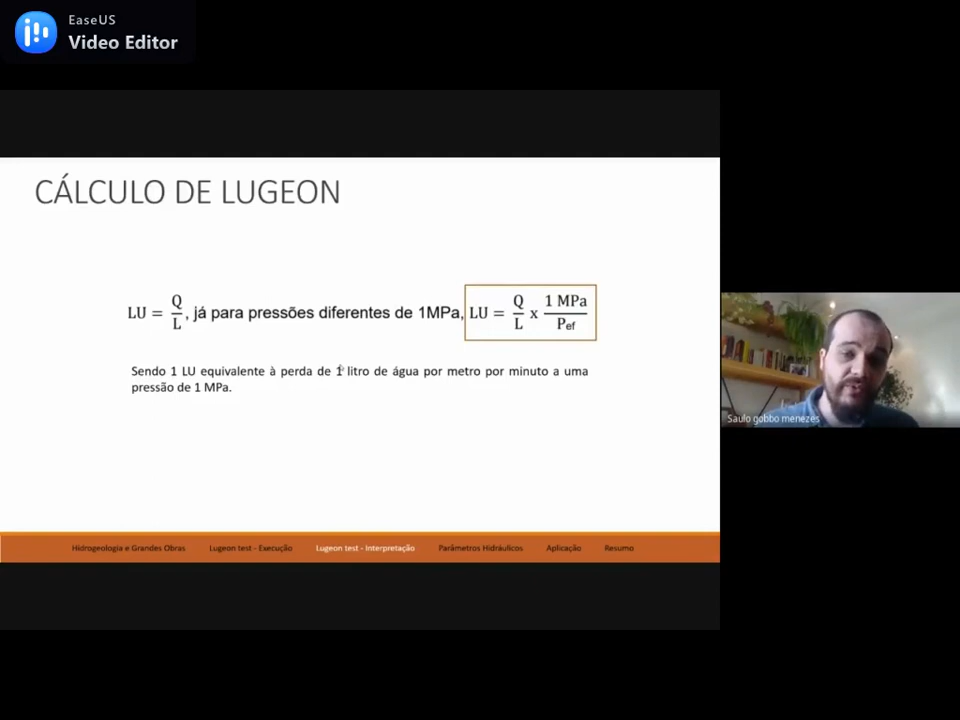 EaseUS
Video Editor
CÁLCULO DE LUGEON
LU = Q/L , já para pressões diferentes de 1MPa, LU = Q/L x 1 MPa/Pef
Sendo 1 LU equivalente à perda de 1 litro de água por metro por minuto a uma
pressão de 1 MPa.
Saulo gobbo menezes
Hidrogeologia e Grandes Obras Lugeon test - Execução Lugeon test - Interpretação Parâmetros Hidráulicos Aplicação Resumo